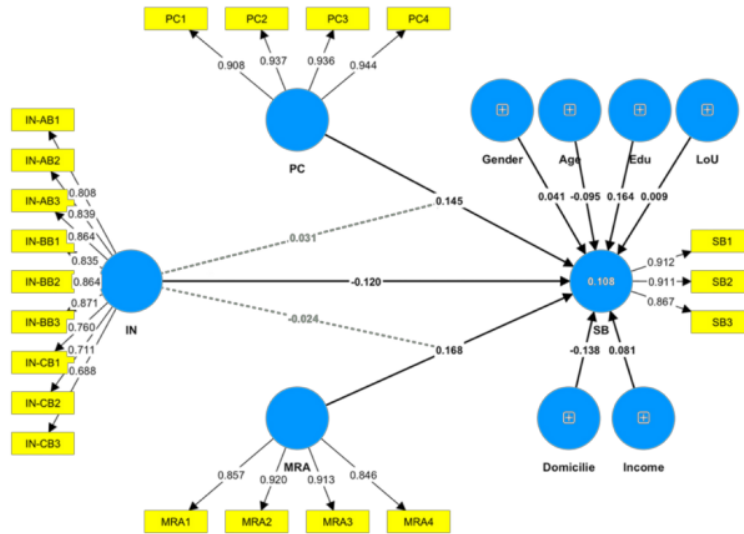 PC1 PC2 PC3 PC4
0.908 0.937 0.936 0.944
PC
Gender Age Edu LoU
0.041 -0.095 0.164 0.009
IN-AB1
IN-AB2
IN-AB3
IN-BB1
IN-BB2
IN-BB3
IN-CB1
IN-CB2
IN-CB3
0.808
0.839
0.864
0.835
0.864
0.871
0.760
0.711
0.688
IN
0.145
0.031
-0.120
-0.024
0.168
0.108
SB
0.912
0.911
0.867
SB1
SB2
SB3
-0.138 0.081
Domicilie Income
MRA
0.857 0.920 0.913 0.846
MRA1 MRA2 MRA3 MRA4